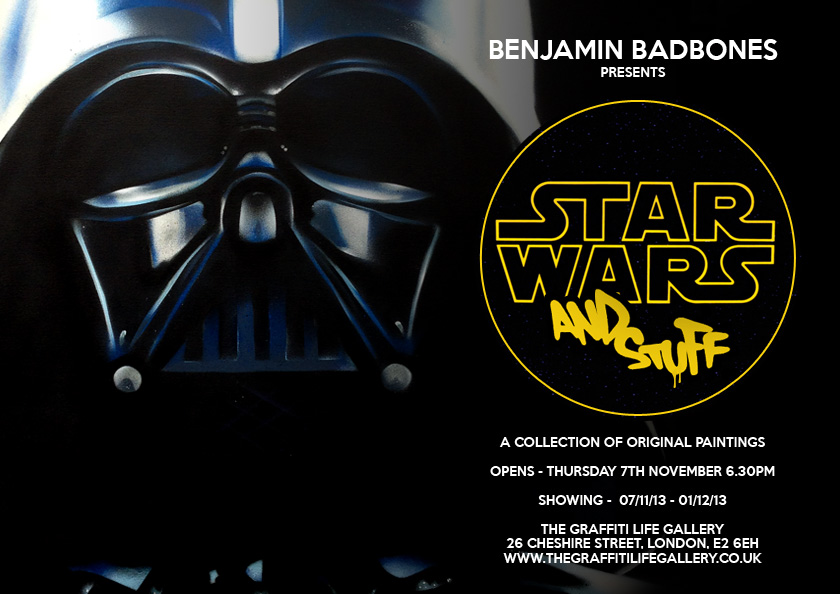 BENJAMIN BADBONES
PRESENTS
STAR
WARS
AND
STUFF
A COLLECTION OF ORIGINAL PAINTINGS
OPENS - THURSDAY 7TH NOVEMBER 6.30PM
SHOWING - 07/11/13 - 01/12/13
THE GRAFFITI LIFE GALLERY
26 CHESHIRE STREET, LONDON, E2 6EH
WWW.THEGRAFFITILIFEGALLERY.CO.UK